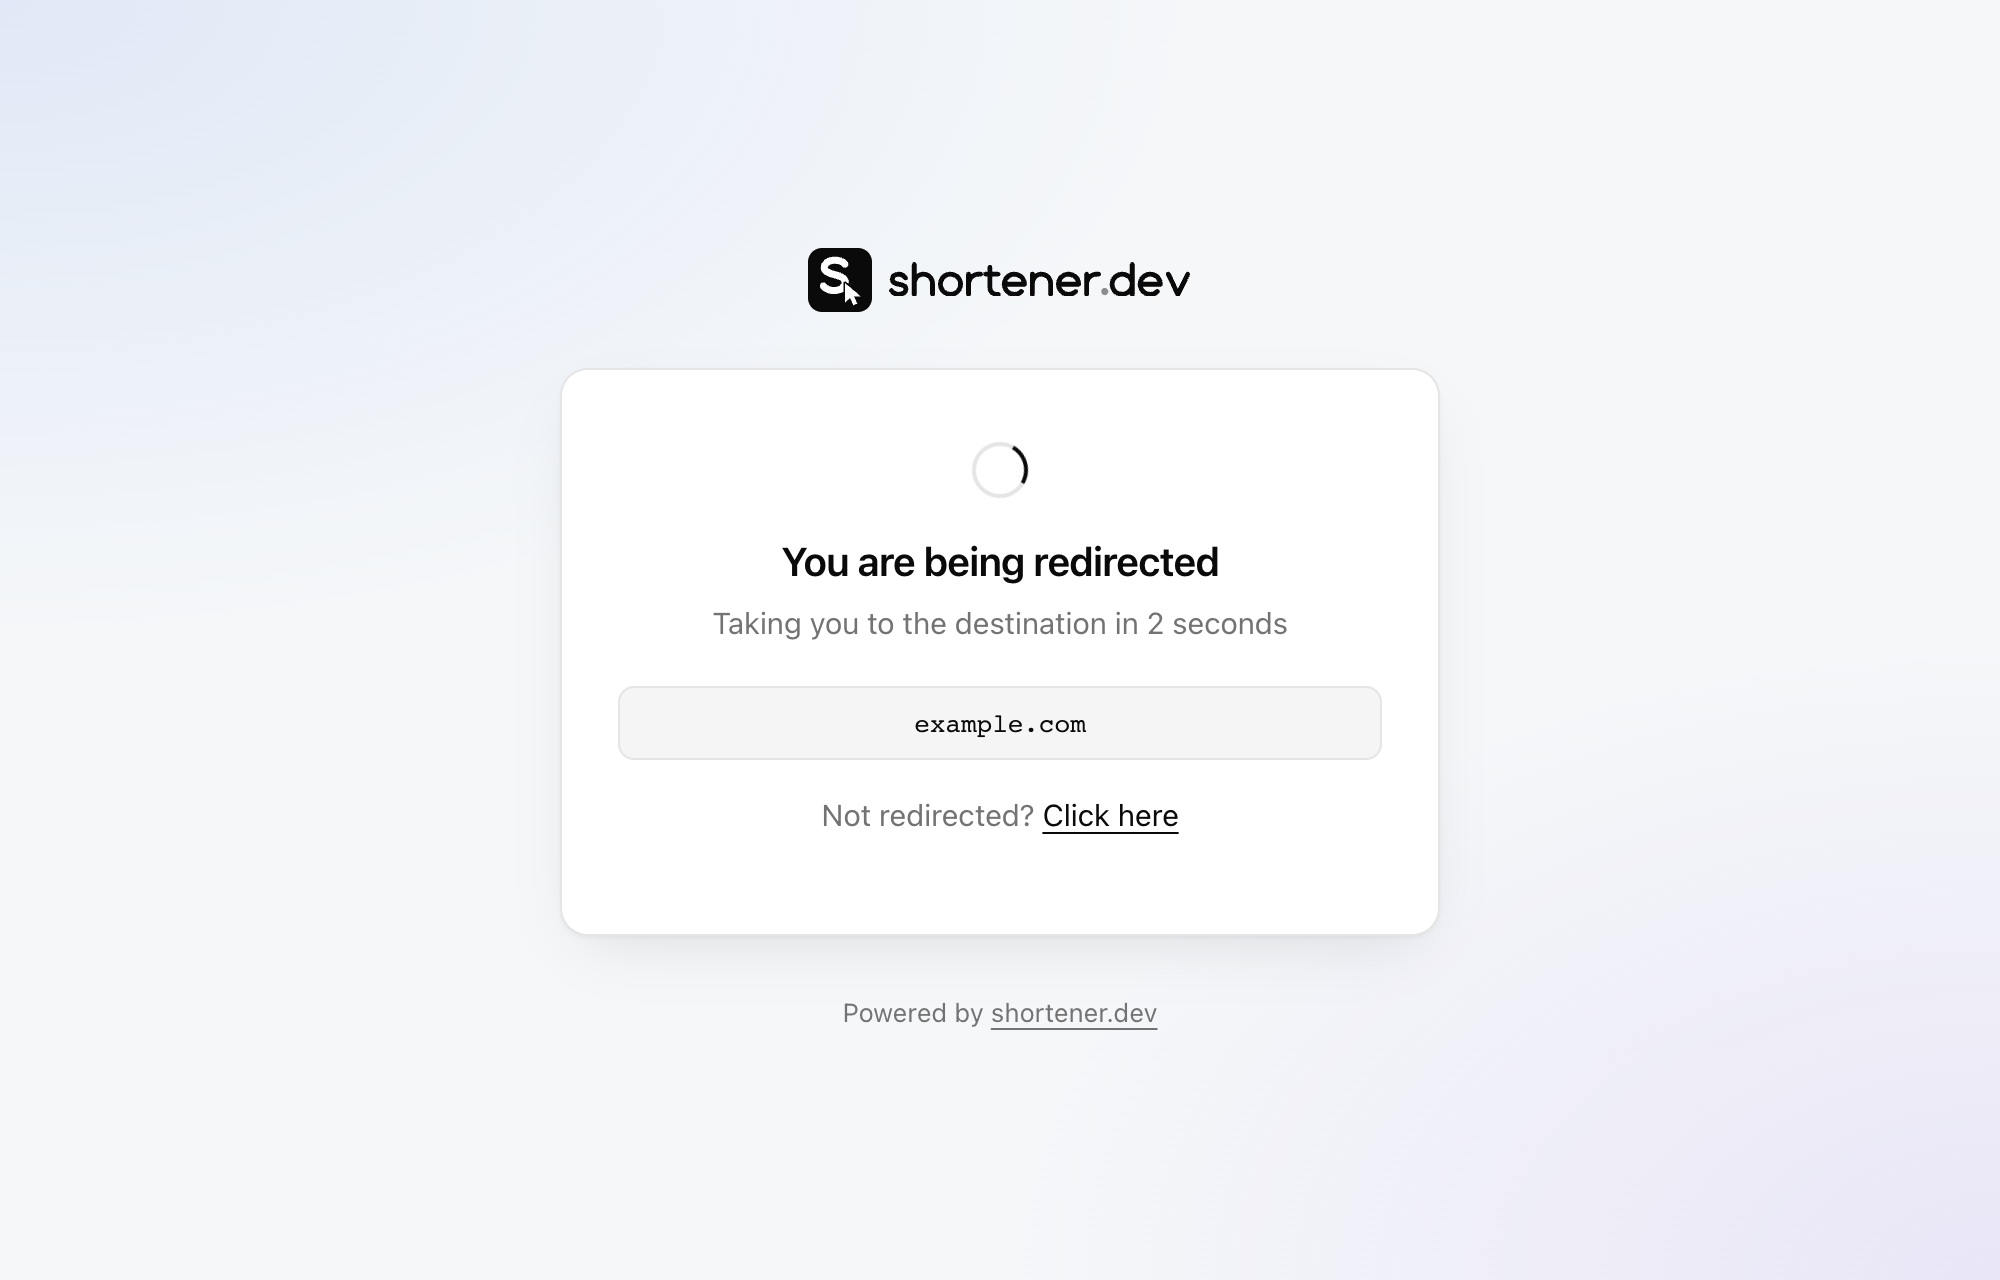 S
shortener.dev
You are being redirected
Taking you to the destination in 2 seconds
example.com
Not redirected? Click here
Powered by shortener.dev